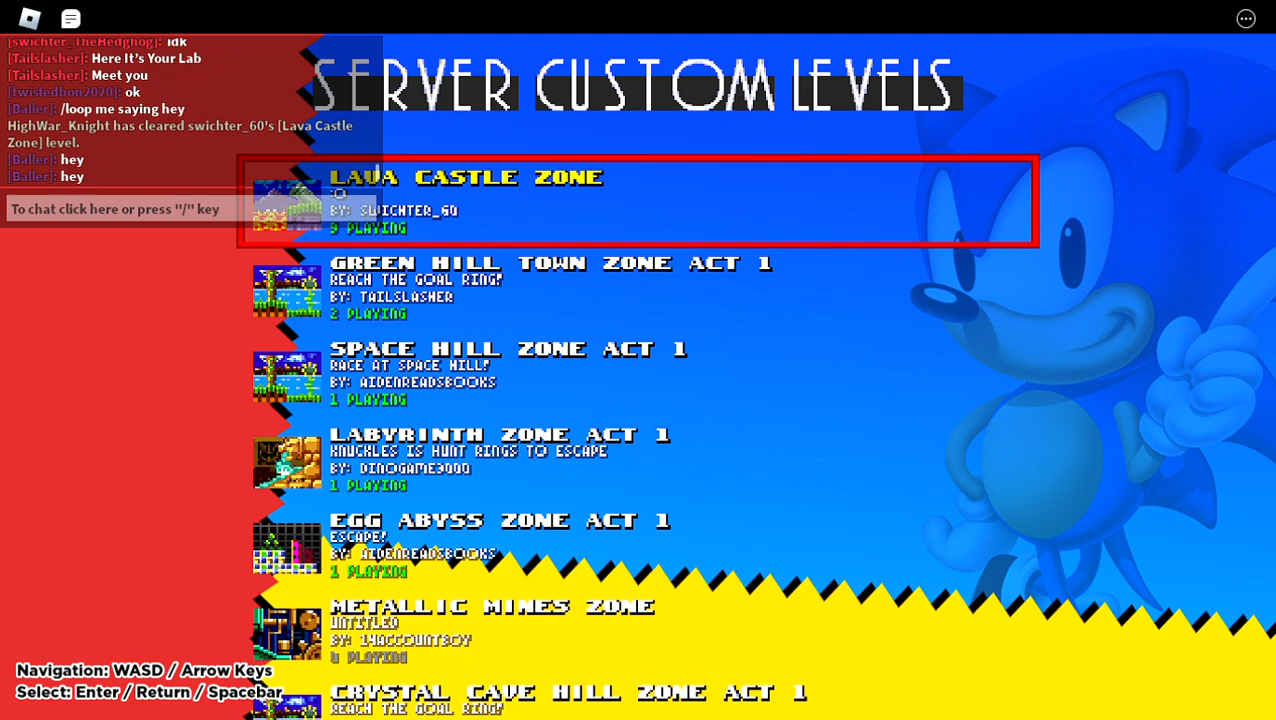 [swichter_TheHedghog]: idk
[Tailslasher]: Here It's Your Lab
[Tailslasher]: Meet you
[twistedbon2020]: ok
[Baller]: /loop me saying hey
HighWar_Knight has cleared swichter_60's [Lava Castle
Zone] level.
[Baller]: hey
[Baller]: hey
To chat click here or press "/" key
SERVER CUSTOM LEVELS
LAVA CASTLE ZONE
:O
BY: SWICHTER_60
9 PLAYING
GREEN HILL TOWN ZONE ACT 1
REACH THE GOAL RING!
BY: TAILSLASHER
2 PLAYING
SPACE HILL ZONE ACT 1
RACE AT SPACE HILL!
BY: AIDENREADSBOOKS
1 PLAYING
LABYRINTH ZONE ACT 1
KNUCKLES IS HUNT RINGS TO ESCAPE
BY: DINOGAME3000
1 PLAYING
EGG ABYSS ZONE ACT 1
ESCAPE!
BY: AIDENREADSBOOKS
1 PLAYING
METALLIC MINES ZONE
UNTITLED
BY: 14ACCOUNTBOY
PLAYING
CRYSTAL CAVE HILL ZONE ACT 1
REACH THE GOAL RING!
Navigation: WASD / Arrow Keys
Select: Enter / Return / Spacebar